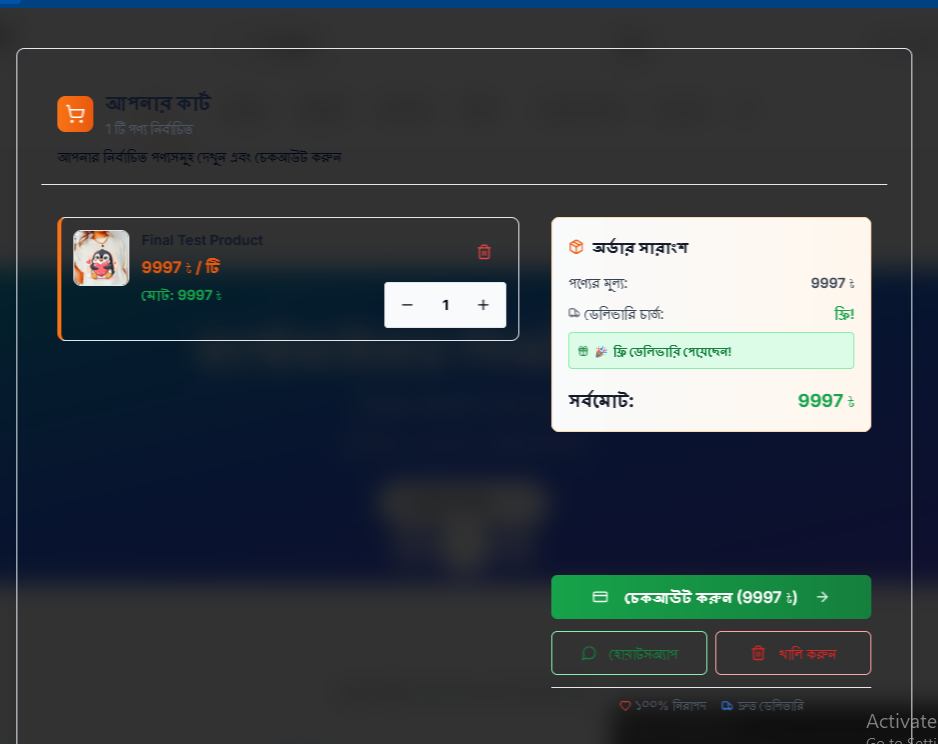 আপনার কার্ট
1 টি পণ্য নির্বাচিত
আপনার নির্বাচিত পণ্যসমূহ দেখুন এবং চেকআউট করুন
Final Test Product
9997 ৳ / টি
মোট: 9997 ৳
1
অর্ডার সারাংশ
পণ্যের মূল্য: 9997 ৳
ডেলিভারি চার্জ: ফ্রি!
🎉 ফ্রি ডেলিভারি পেয়েছেন!
সর্বমোট: 9997 ৳
চেকআউট করুন (9997 ৳)
হোয়াটসঅ্যাপ
খালি করুন
১০০% নিরাপদ
দ্রুত ডেলিভারি
Activate
Go to Setti